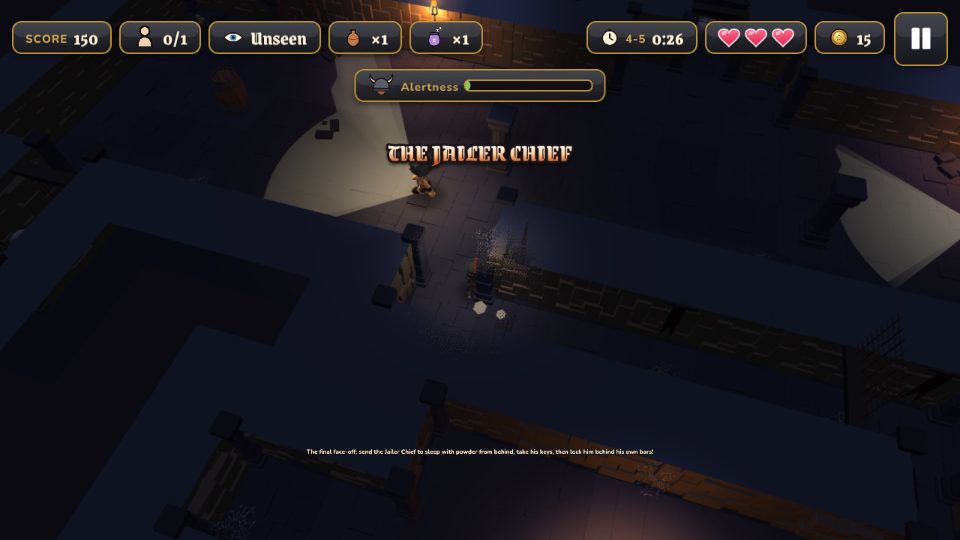 SCORE 150
0/1
Unseen
×1
×1
4-5 0:26
15
Alertness
THE JAILER CHIEF
The final face-off: send the Jailer Chief to sleep with powder from behind, take his keys, then lock him behind his own bars!